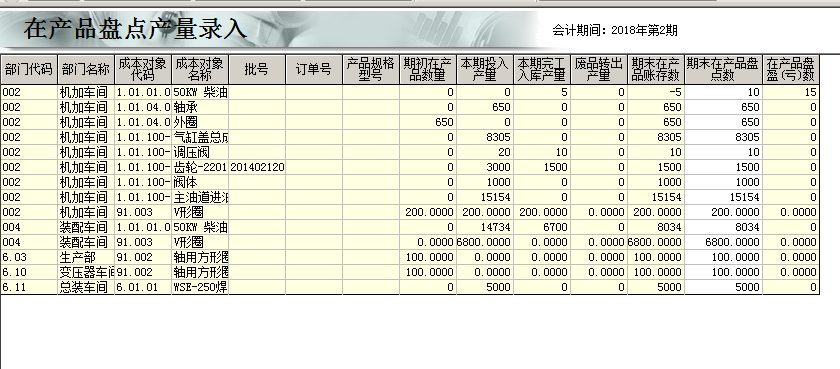 在产品盘点产量录入
会计期间：2018年第2期
部门代码 部门名称 成本对象代码 成本对象名称 批号 订单号 产品规格型号 期初在产品数量 本期投入产量 本期完工入库产量 废品转出产量 期末在产品账存数 期末在产品盘点数 在产品盘盈(亏)数
002 机加车间 1.01.01.0 50KW 柴油 0 0 5 0 -5 10 15
002 机加车间 1.01.04.0 轴承 0 650 0 0 650 650 0
002 机加车间 1.01.04.0 外圈 650 0 0 0 650 650 0
002 机加车间 1.01.100- 气缸盖总成 0 8305 0 0 8305 8305 0
002 机加车间 1.01.100- 调压阀 0 20 10 0 10 10 0
002 机加车间 1.01.100- 齿轮-2201 201402120 0 3000 1500 0 1500 1500 0
002 机加车间 1.01.100- 阀体 0 1000 0 0 1000 1000 0
002 机加车间 1.01.100- 主油道进油 0 15154 0 0 15154 15154 0
002 机加车间 91.003 V形圈 200.0000 200.0000 200.0000 0.0000 200.0000 200.0000 0.0000
004 装配车间 1.01.01.0 50KW 柴油 0 14734 6700 0 8034 8034 0
004 装配车间 91.003 V形圈 0.0000 6800.0000 0.0000 0.0000 6800.0000 6800.0000 0.0000
6.03 生产部 91.002 轴用方形圈 100.0000 0.0000 0.0000 0.0000 100.0000 100.0000 0.0000
6.10 变压器车间 91.002 轴用方形圈 100.0000 0.0000 0.0000 0.0000 100.0000 100.0000 0.0000
6.11 总装车间 6.01.01 WSE-250焊 0 5000 0 0 5000 5000 0